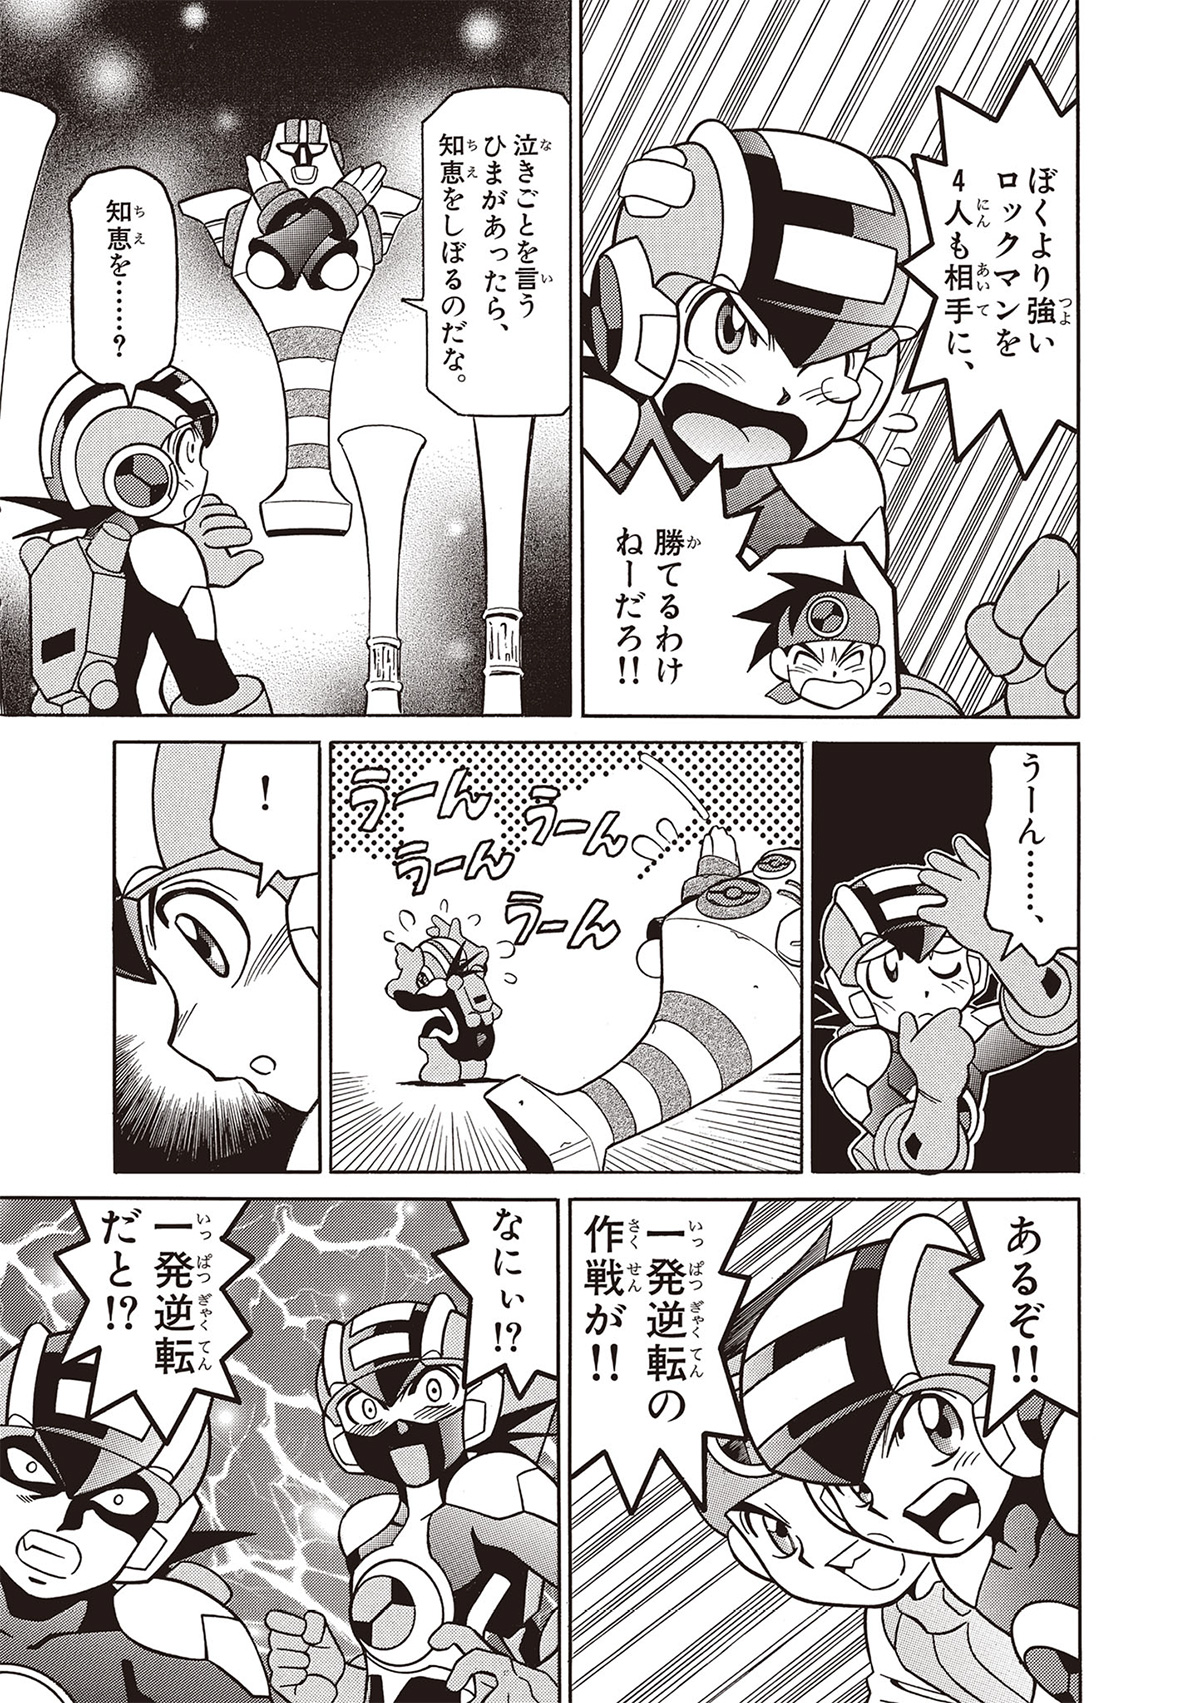 ぼくより強い
ロックマンを
4人も相手に、
勝てるわけ
ねーだろ!!
泣きごとを言う
ひまがあったら、
知恵をしぼるのだな。
知恵を……?
うーん……、
うーん
うーん
うーん
うーん
!
あるぞ!!
一発逆転の
作戦が!!
なにぃ!?
一発逆転
だと!?